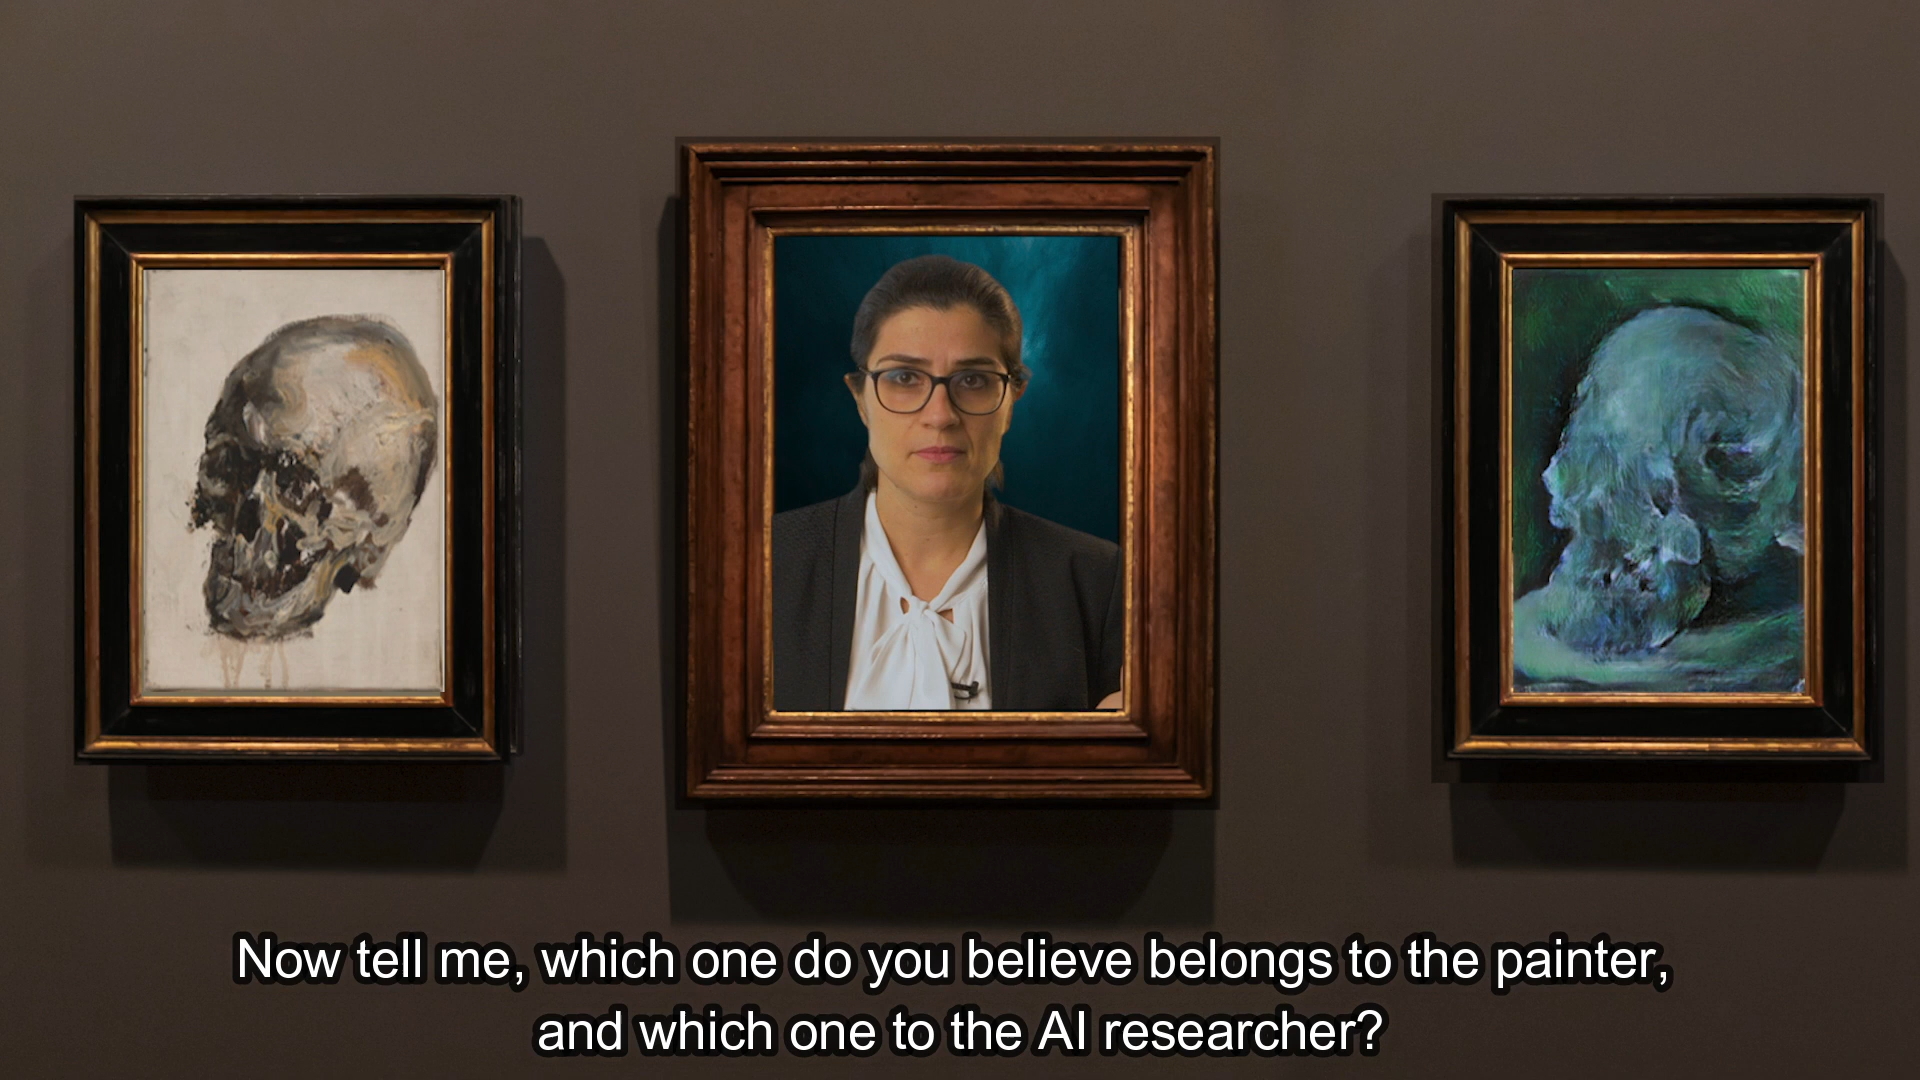 Now tell me, which one do you believe belongs to the painter,
and which one to the AI researcher?